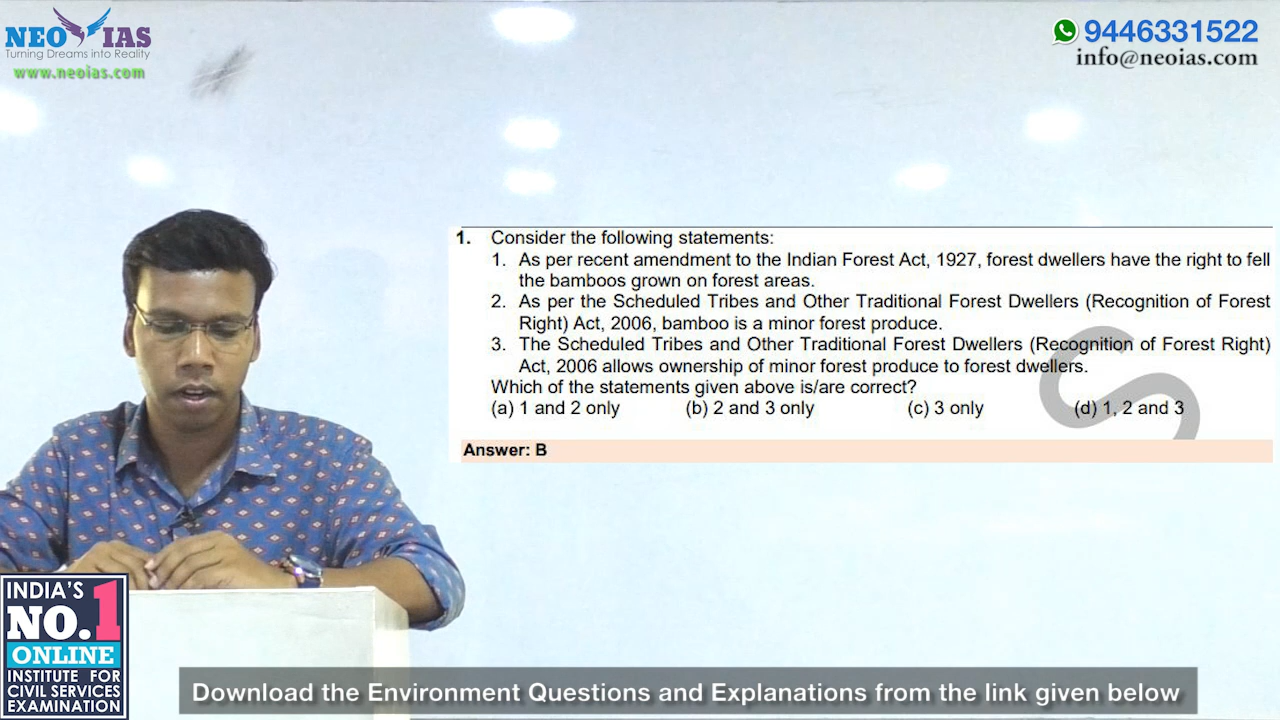 NEO IAS
Turning Dreams into Reality
www.neoias.com
9446331522
info@neoias.com
1. Consider the following statements:
1. As per recent amendment to the Indian Forest Act, 1927, forest dwellers have the right to fell
the bamboos grown on forest areas.
2. As per the Scheduled Tribes and Other Traditional Forest Dwellers (Recognition of Forest
Right) Act, 2006, bamboo is a minor forest produce.
3. The Scheduled Tribes and Other Traditional Forest Dwellers (Recognition of Forest Right)
Act, 2006 allows ownership of minor forest produce to forest dwellers.
Which of the statements given above is/are correct?
(a) 1 and 2 only (b) 2 and 3 only (c) 3 only (d) 1, 2 and 3
Answer: B
INDIA'S
NO.1
ONLINE
INSTITUTE FOR
CIVIL SERVICES
EXAMINATION
Download the Environment Questions and Explanations from the link given below